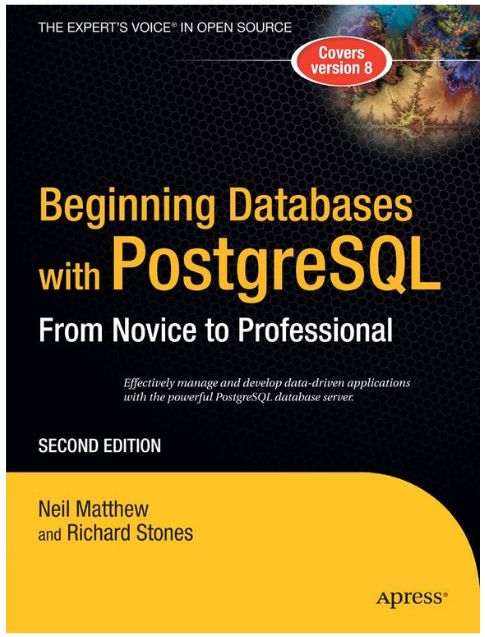 THE EXPERT'S VOICE® IN OPEN SOURCE
Covers
version 8
Beginning Databases
with PostgreSQL
From Novice to Professional
Effectively manage and develop data-driven applications
with the powerful PostgreSQL database server.
SECOND EDITION
Neil Matthew
and Richard Stones
Apress®